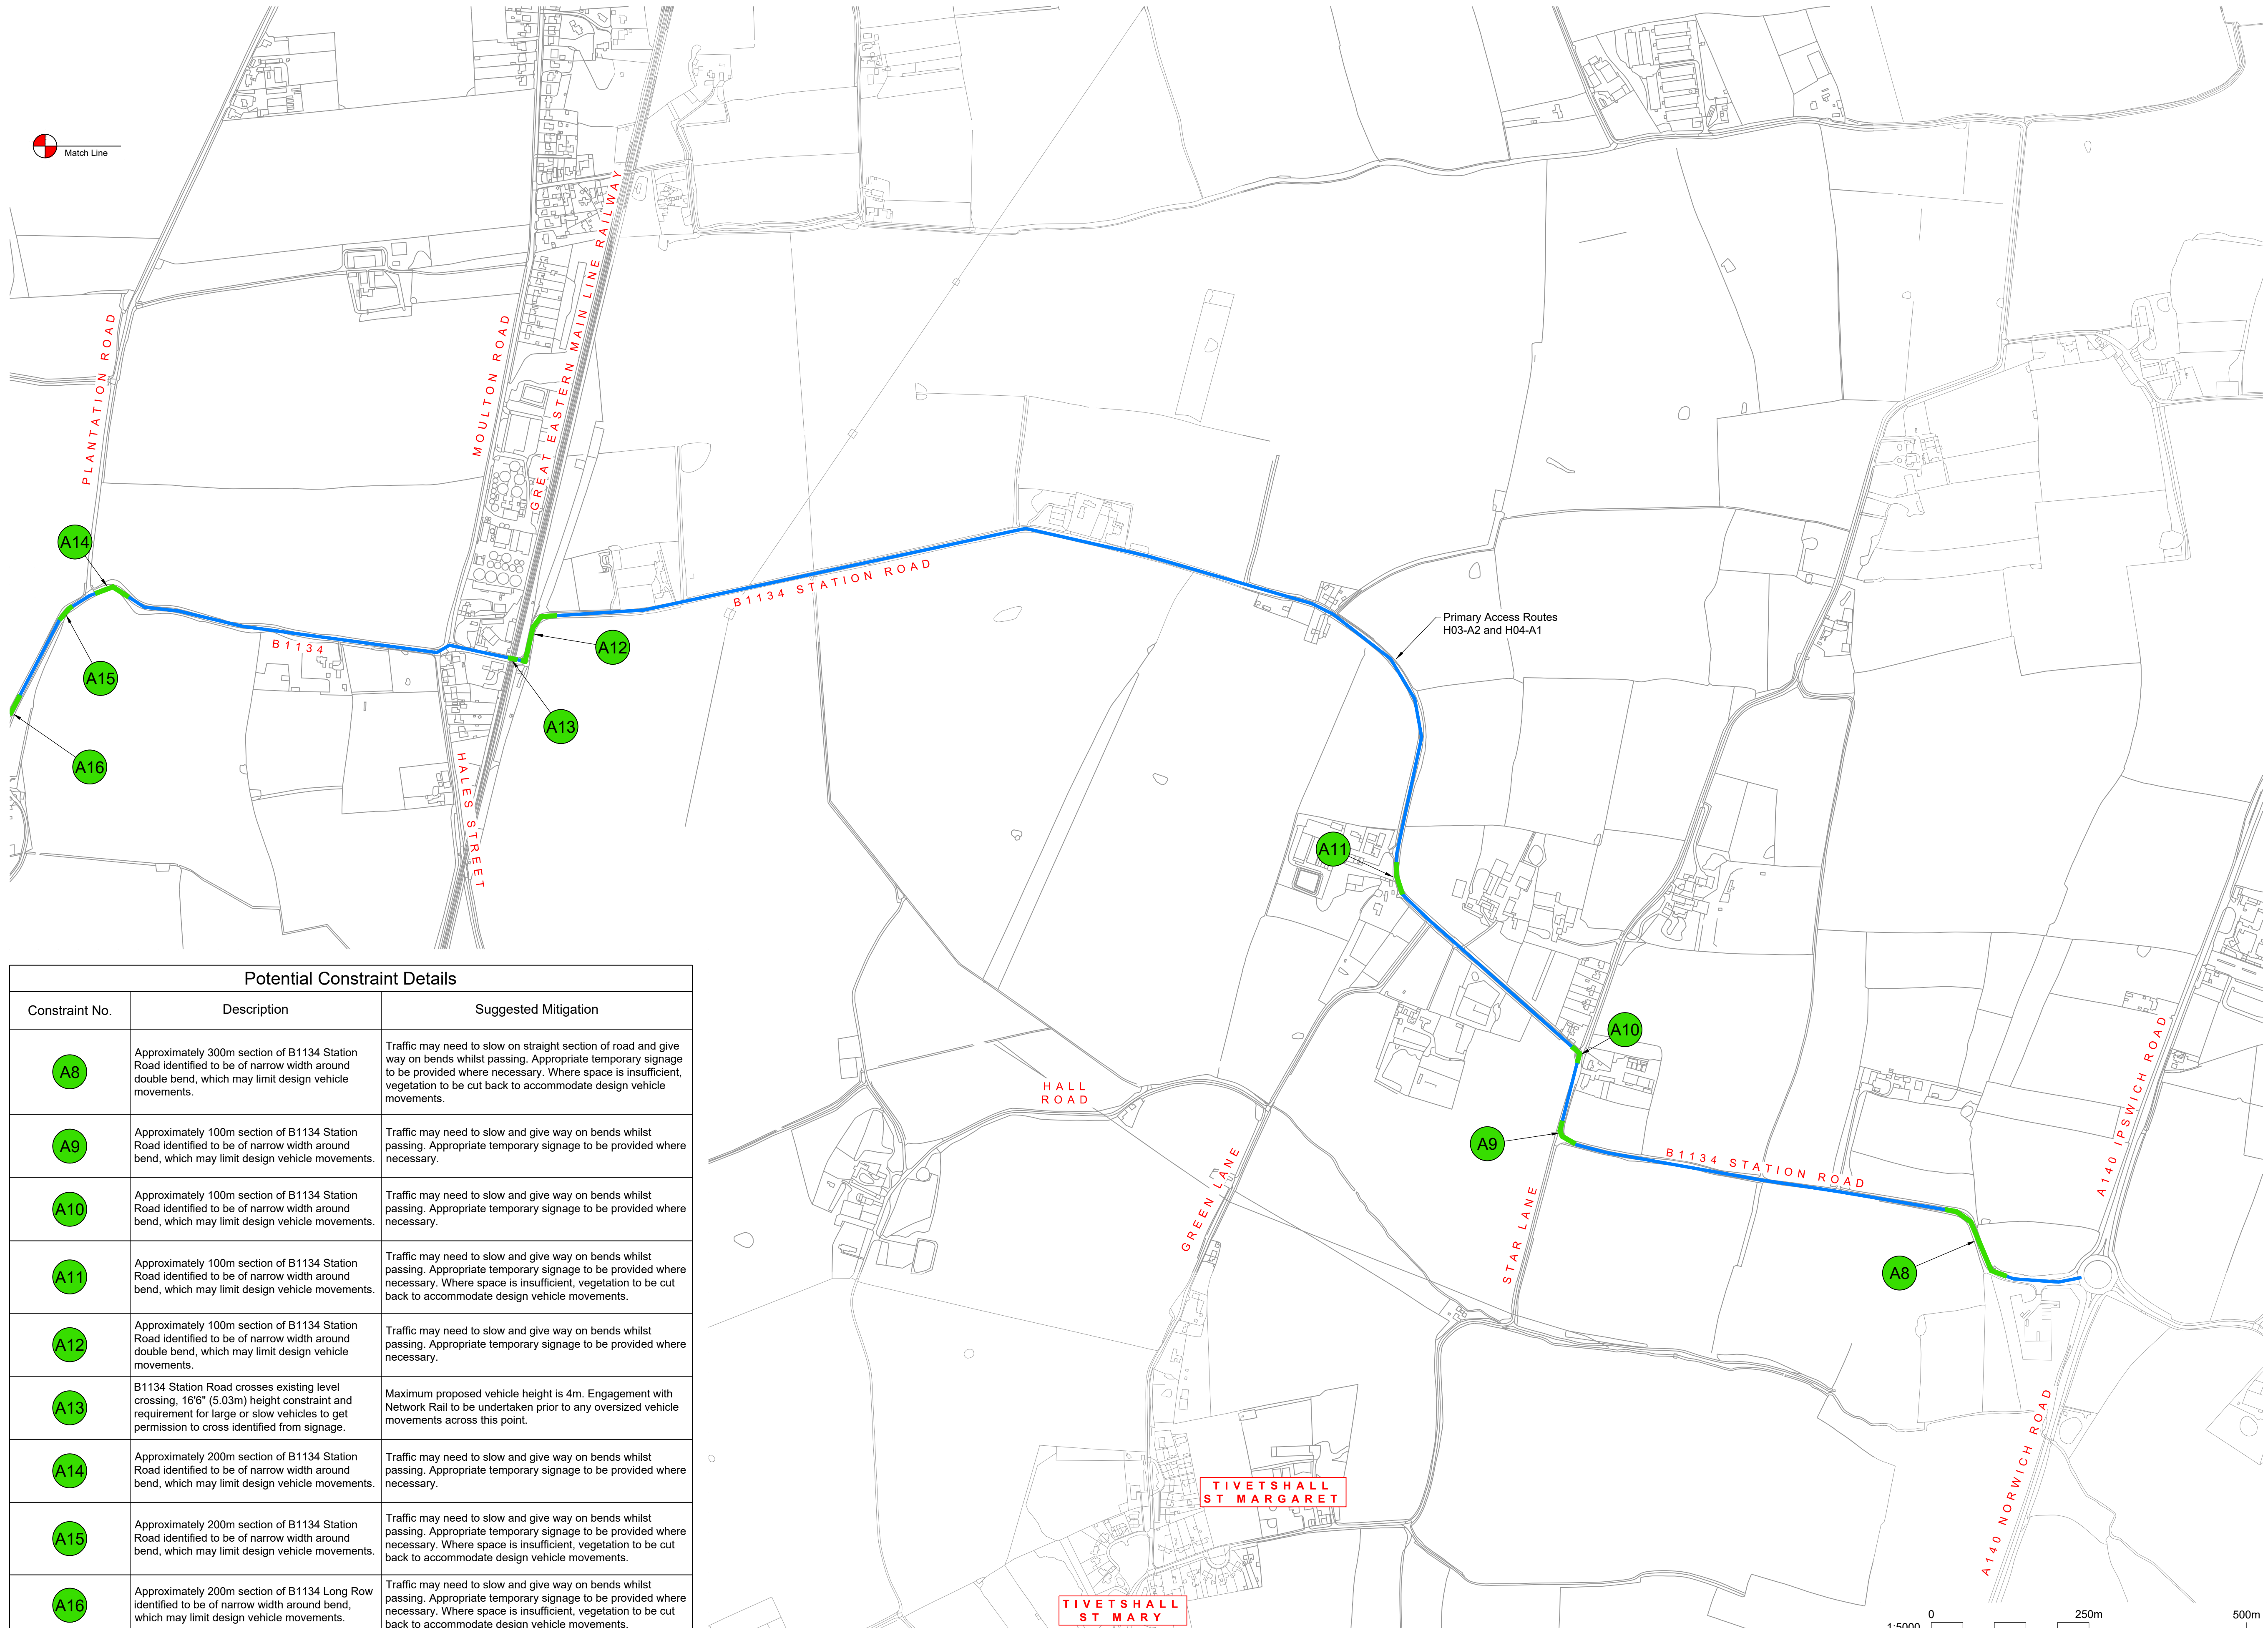 Match Line
PLANTATION ROAD
MOULTON ROAD
GREAT EASTERN MAIN LINE RAILWAY
A14
B1134 STATION ROAD
Primary Access Routes
H03-A2 and H04-A1
B1134
A12
A15
A13
A16
HALES STREET
A11
A10
HALL
ROAD
A9
GREEN LANE
STAR LANE
B1134 STATION ROAD
A140 IPSWICH ROAD
A8
A140 NORWICH ROAD
TIVETSHALL
ST MARGARET
TIVETSHALL
ST MARY
0 250m 500m
1:5000
Potential Constraint Details
Constraint No. Description Suggested Mitigation
A8
Approximately 300m section of B1134 Station
Road identified to be of narrow width around
double bend, which may limit design vehicle
movements.
Traffic may need to slow on straight section of road and give
way on bends whilst passing. Appropriate temporary signage
to be provided where necessary. Where space is insufficient,
vegetation to be cut back to accommodate design vehicle
movements.
A9
Approximately 100m section of B1134 Station
Road identified to be of narrow width around
bend, which may limit design vehicle movements.
Traffic may need to slow and give way on bends whilst
passing. Appropriate temporary signage to be provided where
necessary.
A10
Approximately 100m section of B1134 Station
Road identified to be of narrow width around
bend, which may limit design vehicle movements.
Traffic may need to slow and give way on bends whilst
passing. Appropriate temporary signage to be provided where
necessary.
A11
Approximately 100m section of B1134 Station
Road identified to be of narrow width around
bend, which may limit design vehicle movements.
Traffic may need to slow and give way on bends whilst
passing. Appropriate temporary signage to be provided where
necessary. Where space is insufficient, vegetation to be cut
back to accommodate design vehicle movements.
A12
Approximately 100m section of B1134 Station
Road identified to be of narrow width around
double bend, which may limit design vehicle
movements.
Traffic may need to slow and give way on bends whilst
passing. Appropriate temporary signage to be provided where
necessary.
A13
B1134 Station Road crosses existing level
crossing, 16'6" (5.03m) height constraint and
requirement for large or slow vehicles to get
permission to cross identified from signage.
Maximum proposed vehicle height is 4m. Engagement with
Network Rail to be undertaken prior to any oversized vehicle
movements across this point.
A14
Approximately 200m section of B1134 Station
Road identified to be of narrow width around
bend, which may limit design vehicle movements.
Traffic may need to slow and give way on bends whilst
passing. Appropriate temporary signage to be provided where
necessary.
A15
Approximately 200m section of B1134 Station
Road identified to be of narrow width around
bend, which may limit design vehicle movements.
Traffic may need to slow and give way on bends whilst
passing. Appropriate temporary signage to be provided where
necessary. Where space is insufficient, vegetation to be cut
back to accommodate design vehicle movements.
A16
Approximately 200m section of B1134 Long Row
identified to be of narrow width around bend,
which may limit design vehicle movements.
Traffic may need to slow and give way on bends whilst
passing. Appropriate temporary signage to be provided where
necessary. Where space is insufficient, vegetation to be cut
back to accommodate design vehicle movements.